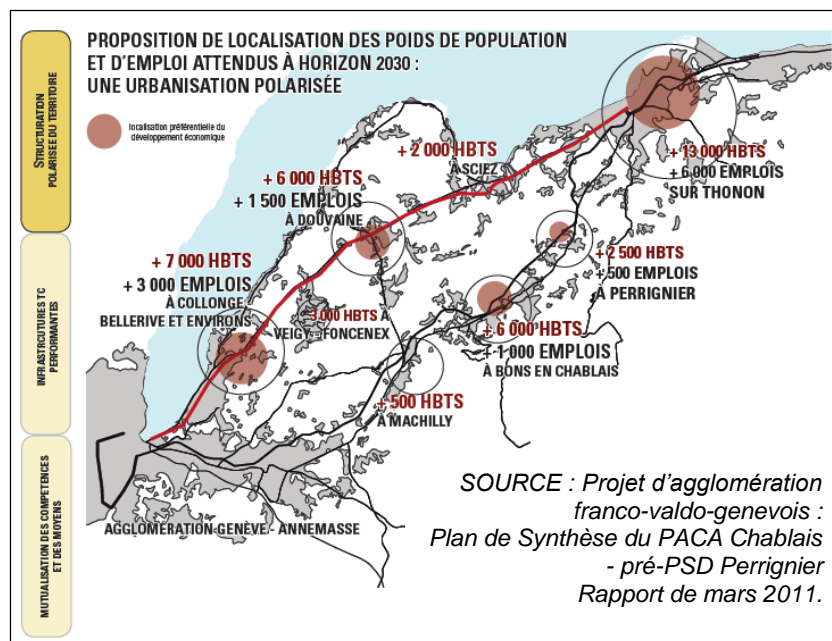 PROPOSITION DE LOCALISATION DES POIDS DE POPULATION
ET D'EMPLOI ATTENDUS À HORIZON 2030 :
UNE URBANISATION POLARISÉE
localisation préférentielle du
développement économique
STRUCTURATION
POLARISEE DU TERRITOIRE
INFRASTRCUTURES TC
PERFORMANTES
MUTUALISATION DES COMPETENCES
ET DES MOYENS
+ 2 000 HBTS
À SCIEZ
+ 13 000 HBTS
+ 6 000 EMPLOIS
SUR THONON
+ 6 000 HBTS
+ 1 500 EMPLOIS
À DOUVAINE
+ 7 000 HBTS
+ 3 000 EMPLOIS
À COLLONGE
BELLERIVE ET ENVIRONS
3 000 HBTS À
VEIGY - FONCENEX
+ 2 500 HBTS
+ 500 EMPLOIS
À PERRIGNIER
+ 6 000 HBTS
+ 1 000 EMPLOIS
À BONS EN CHABLAIS
+ 500 HBTS
À MACHILLY
AGGLOMÉRATION-GENÈVE - ANNEMASSE
SOURCE : Projet d'agglomération
franco-valdo-genevois :
Plan de Synthèse du PACA Chablais
- pré-PSD Perrignier
Rapport de mars 2011.